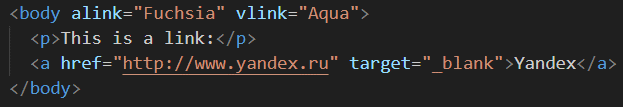 <body alink="Fuchsia" vlink="Aqua">
<p>This is a link:</p>
<a href="http://www.yandex.ru" target="_blank">Yandex</a>
</body>